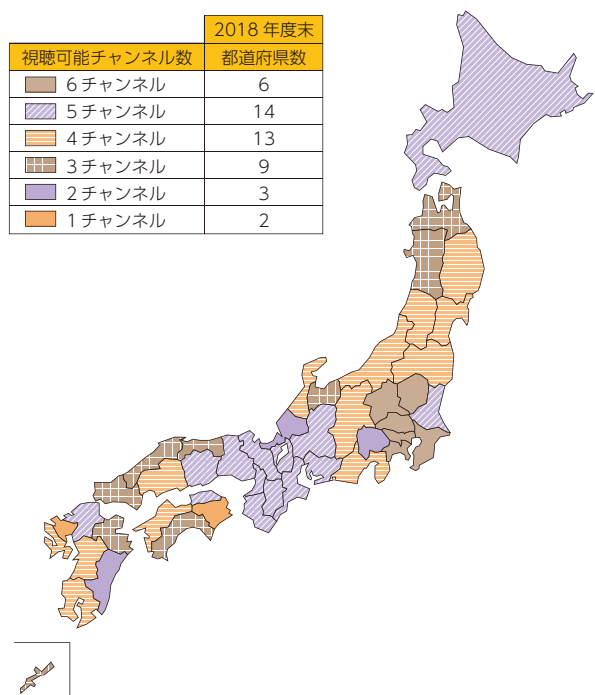 2018 年度末
視聴可能チャンネル数 都道府県数
6チャンネル 6
5チャンネル 14
4チャンネル 13
3チャンネル 9
2チャンネル 3
1チャンネル 2